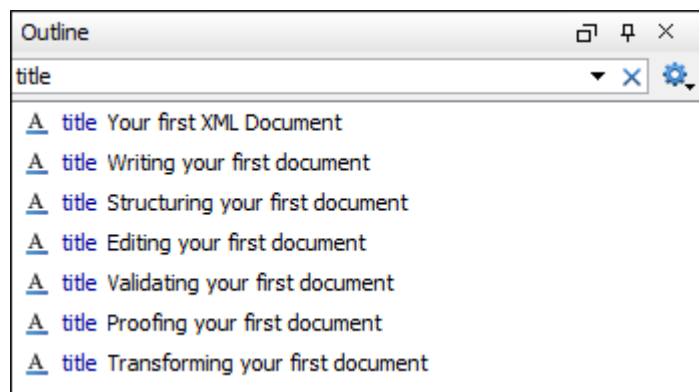 Outline
title
A title Your first XML Document
A title Writing your first document
A title Structuring your first document
A title Editing your first document
A title Validating your first document
A title Proofing your first document
A title Transforming your first document